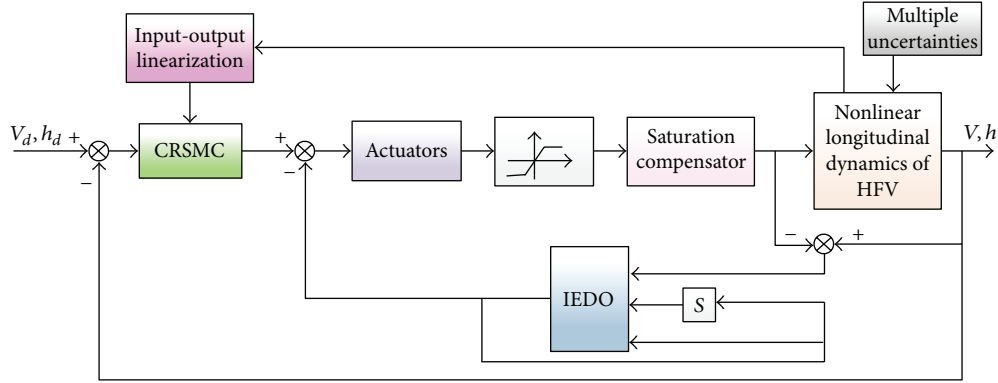 Input-output
linearization
Multiple
uncertainties
V_d, h_d +
−
CRSMC
+
−
Actuators
Saturation
compensator
Nonlinear
longitudinal
dynamics of
HFV
V, h
−
+
IEDO
S